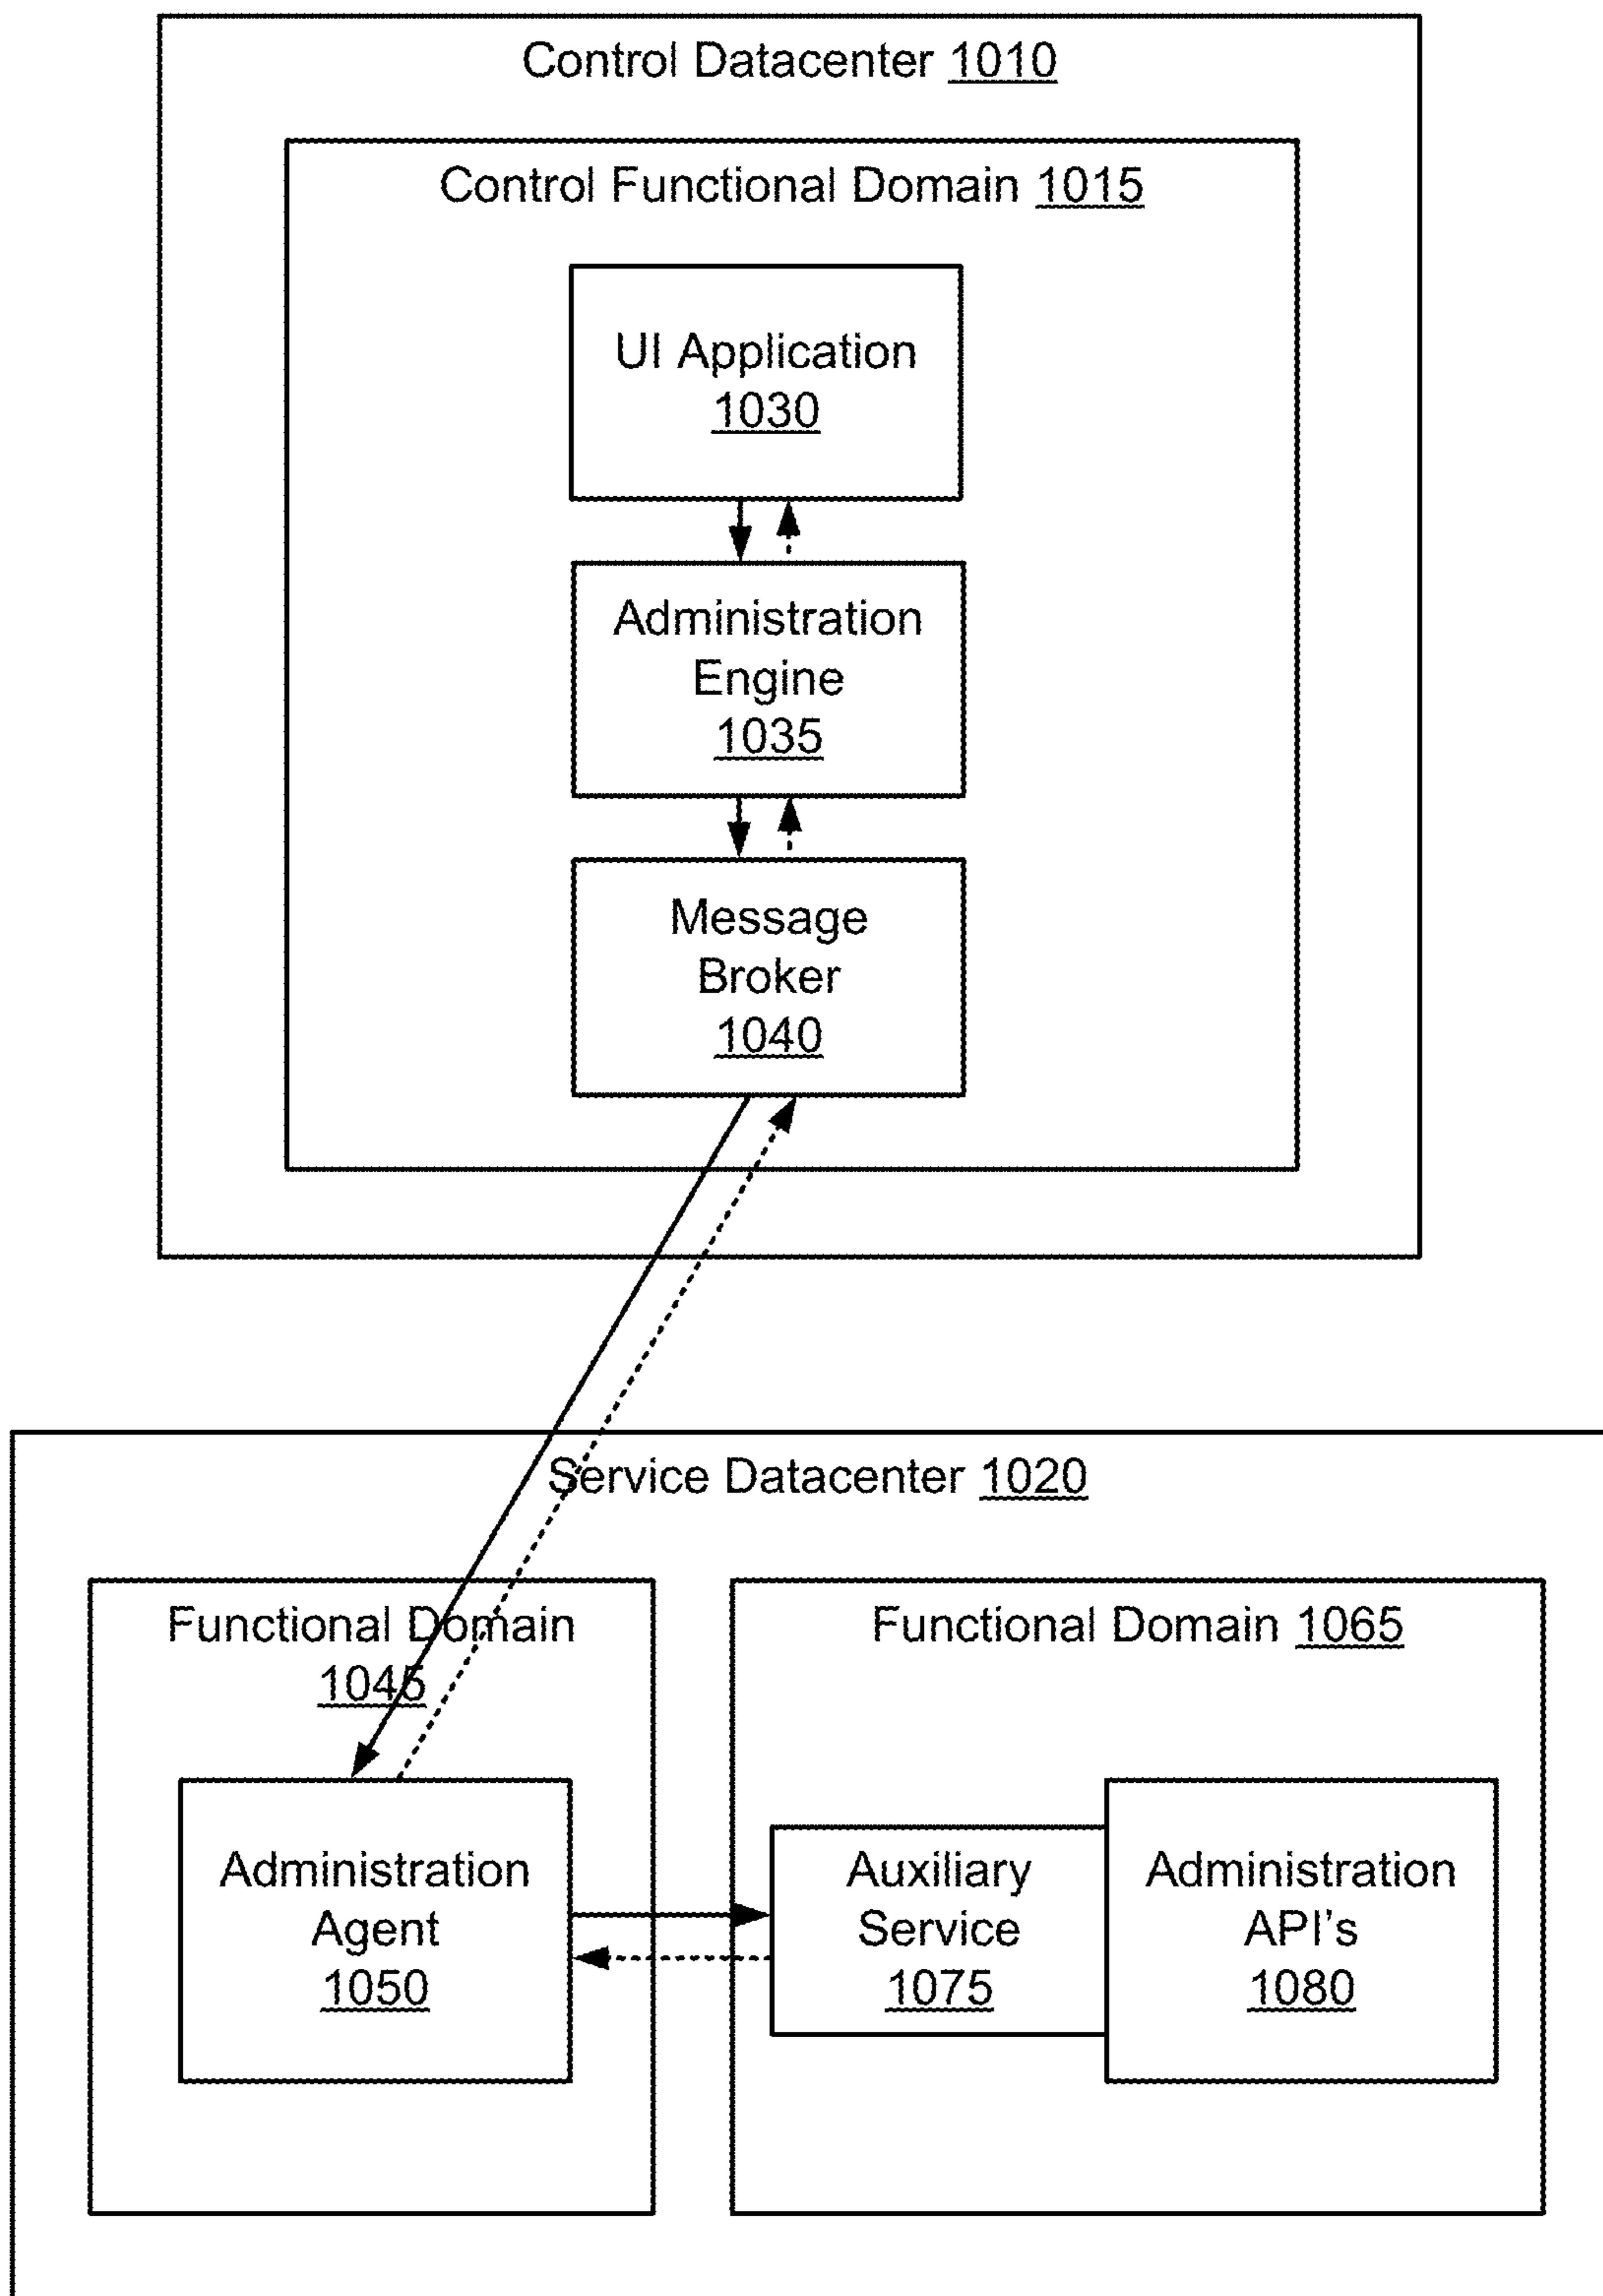 Control Datacenter 1010
Control Functional Domain 1015
UI Application
1030
Administration
Engine
1035
Message
Broker
1040
Service Datacenter 1020
Functional Domain
1045
Functional Domain 1065
Administration
Agent
1050
Auxiliary
Service
1075
Administration
API's
1080